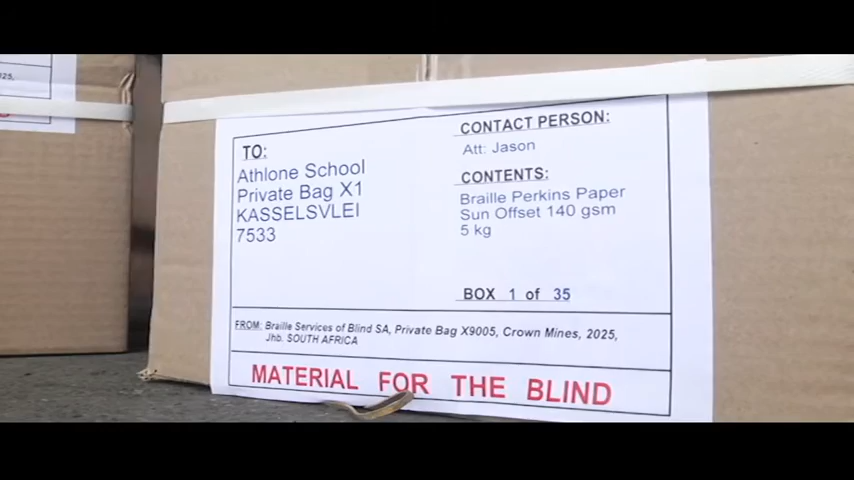 TO:
Athlone School
Private Bag X1
KASSELSVLEI
7533
CONTACT PERSON:
Att: Jason
CONTENTS:
Braille Perkins Paper
Sun Offset 140 gsm
5 kg
BOX 1 of 35
FROM: Braille Services of Blind SA, Private Bag X9005, Crown Mines, 2025,
Jhb. SOUTH AFRICA
MATERIAL FOR THE BLIND